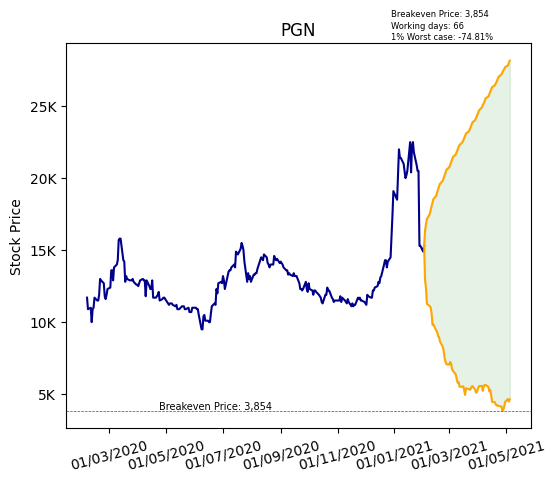 Breakeven Price: 3,854
Working days: 66
1% Worst case: -74.81%
PGN
Stock Price
25K
20K
15K
10K
5K
Breakeven Price: 3,854
01/03/2020
01/05/2020
01/07/2020
01/09/2020
01/11/2020
01/01/2021
01/03/2021
01/05/2021